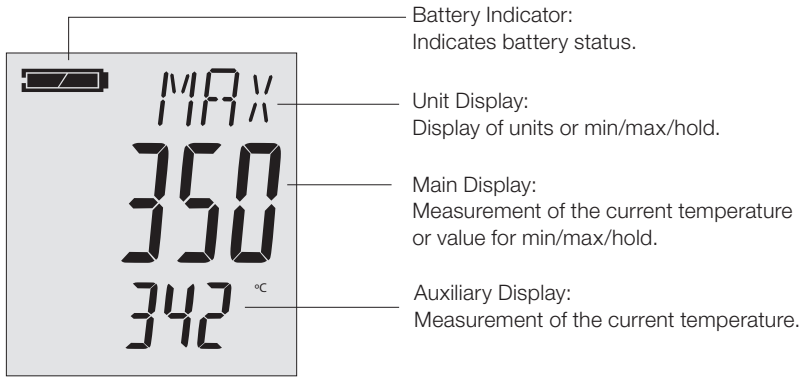 Battery Indicator:
Indicates battery status.
MAX
Unit Display:
Display of units or min/max/hold.
350
Main Display:
Measurement of the current temperature
or value for min/max/hold.
342 °C
Auxiliary Display:
Measurement of the current temperature.